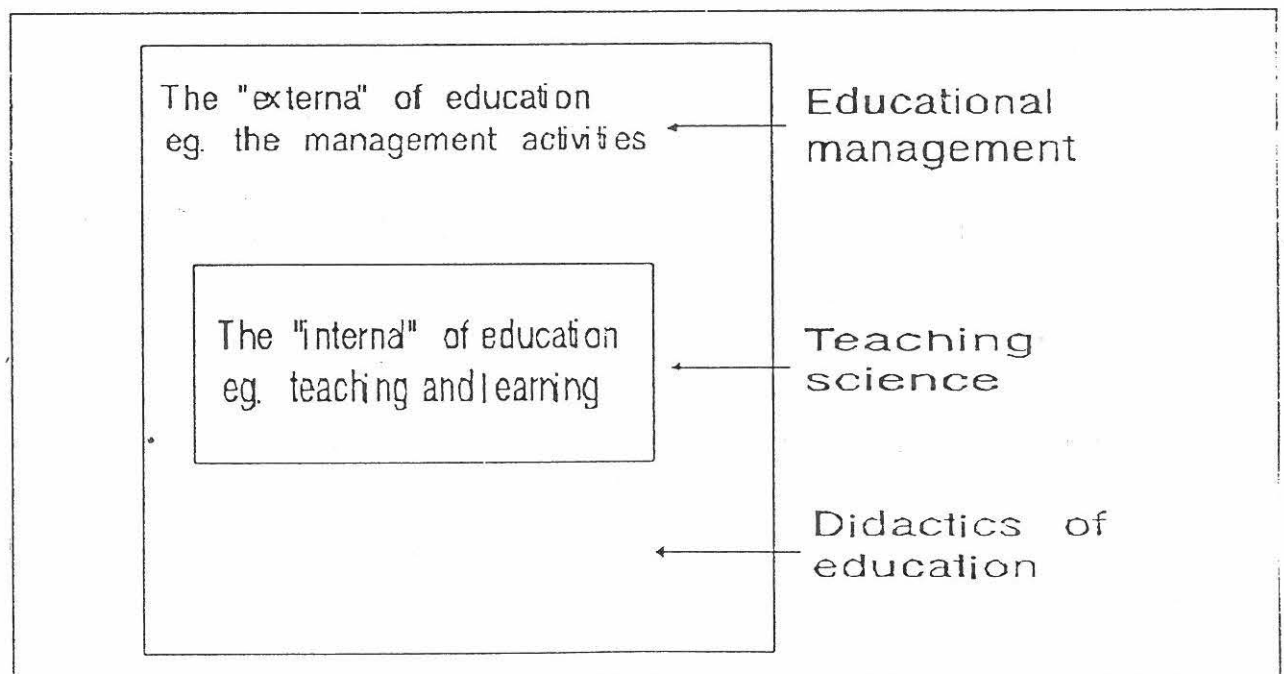 The "externa" of education
eg. the management activities
Educational
management
The "interna" of education
eg. teaching and learning
Teaching
science
Didactics of
education